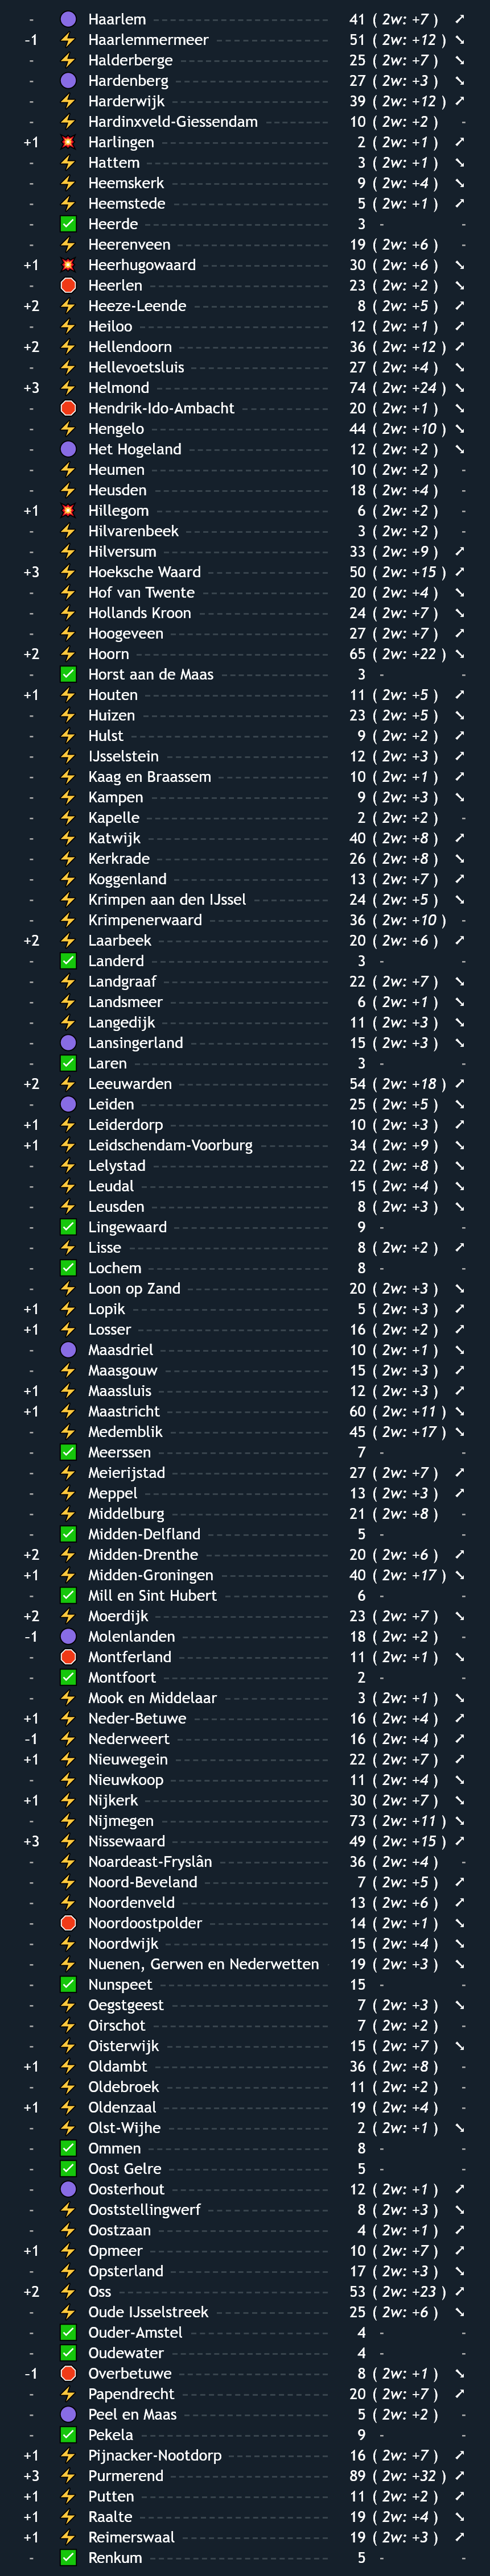 - Haarlem 41 ( 2w: +7 ) ↗
-1 Haarlemmermeer 51 ( 2w: +12 ) ↘
- Halderberge 25 ( 2w: +7 ) ↘
- Hardenberg 27 ( 2w: +3 ) ↘
- Harderwijk 39 ( 2w: +12 ) ↗
- Hardinxveld-Giessendam 10 ( 2w: +2 ) -
+1 Harlingen 2 ( 2w: +1 ) ↗
- Hattem 3 ( 2w: +1 ) ↘
- Heemskerk 9 ( 2w: +4 ) ↘
- Heemstede 5 ( 2w: +1 ) ↗
- Heerde 3 - -
- Heerenveen 19 ( 2w: +6 ) -
+1 Heerhugowaard 30 ( 2w: +6 ) ↘
- Heerlen 23 ( 2w: +2 ) ↘
+2 Heeze-Leende 8 ( 2w: +5 ) ↗
- Heiloo 12 ( 2w: +1 ) ↗
+2 Hellendoorn 36 ( 2w: +12 ) ↗
- Hellevoetsluis 27 ( 2w: +4 ) ↘
+3 Helmond 74 ( 2w: +24 ) ↘
- Hendrik-Ido-Ambacht 20 ( 2w: +1 ) ↘
- Hengelo 44 ( 2w: +10 ) ↘
- Het Hogeland 12 ( 2w: +2 ) ↘
- Heumen 10 ( 2w: +2 ) -
- Heusden 18 ( 2w: +4 ) -
+1 Hillegom 6 ( 2w: +2 ) -
- Hilvarenbeek 3 ( 2w: +2 ) -
- Hilversum 33 ( 2w: +9 ) ↗
+3 Hoeksche Waard 50 ( 2w: +15 ) ↗
- Hof van Twente 20 ( 2w: +4 ) ↘
- Hollands Kroon 24 ( 2w: +7 ) ↘
- Hoogeveen 27 ( 2w: +7 ) ↗
+2 Hoorn 65 ( 2w: +22 ) ↘
- Horst aan de Maas 3 - -
+1 Houten 11 ( 2w: +5 ) ↗
- Huizen 23 ( 2w: +5 ) ↘
- Hulst 9 ( 2w: +2 ) ↗
- IJsselstein 12 ( 2w: +3 ) ↗
- Kaag en Braassem 10 ( 2w: +1 ) ↗
- Kampen 9 ( 2w: +3 ) ↘
- Kapelle 2 ( 2w: +2 ) -
- Katwijk 40 ( 2w: +8 ) ↗
- Kerkrade 26 ( 2w: +8 ) ↘
- Koggenland 13 ( 2w: +7 ) ↗
- Krimpen aan den IJssel 24 ( 2w: +5 ) ↘
- Krimpenerwaard 36 ( 2w: +10 ) -
+2 Laarbeek 20 ( 2w: +6 ) ↗
- Landerd 3 - -
- Landgraaf 22 ( 2w: +7 ) ↘
- Landsmeer 6 ( 2w: +1 ) ↘
- Langedijk 11 ( 2w: +3 ) ↘
- Lansingerland 15 ( 2w: +3 ) ↘
- Laren 3 - -
+2 Leeuwarden 54 ( 2w: +18 ) ↗
- Leiden 25 ( 2w: +5 ) ↘
+1 Leiderdorp 10 ( 2w: +3 ) ↗
+1 Leidschendam-Voorburg 34 ( 2w: +9 ) ↘
- Lelystad 22 ( 2w: +8 ) ↘
- Leudal 15 ( 2w: +4 ) ↘
- Leusden 8 ( 2w: +3 ) ↘
- Lingewaard 9 - -
- Lisse 8 ( 2w: +2 ) ↗
- Lochem 8 - -
- Loon op Zand 20 ( 2w: +3 ) ↘
+1 Lopik 5 ( 2w: +3 ) ↗
+1 Losser 16 ( 2w: +2 ) ↗
- Maasdriel 10 ( 2w: +1 ) ↘
- Maasgouw 15 ( 2w: +3 ) ↗
+1 Maassluis 12 ( 2w: +3 ) ↗
+1 Maastricht 60 ( 2w: +11 ) ↘
- Medemblik 45 ( 2w: +17 ) ↘
- Meerssen 7 - -
- Meierijstad 27 ( 2w: +7 ) ↗
- Meppel 13 ( 2w: +3 ) ↗
- Middelburg 21 ( 2w: +8 ) -
- Midden-Delfland 5 - -
+2 Midden-Drenthe 20 ( 2w: +6 ) ↗
+1 Midden-Groningen 40 ( 2w: +17 ) ↘
- Mill en Sint Hubert 6 - -
+2 Moerdijk 23 ( 2w: +7 ) ↘
-1 Molenlanden 18 ( 2w: +2 ) -
- Montferland 11 ( 2w: +1 ) ↘
- Montfoort 2 - -
- Mook en Middelaar 3 ( 2w: +1 ) ↘
+1 Neder-Betuwe 16 ( 2w: +4 ) ↗
-1 Nederweert 16 ( 2w: +4 ) ↗
+1 Nieuwegein 22 ( 2w: +7 ) ↗
- Nieuwkoop 11 ( 2w: +4 ) ↘
+1 Nijkerk 30 ( 2w: +7 ) ↗
- Nijmegen 73 ( 2w: +11 ) ↘
+3 Nissewaard 49 ( 2w: +15 ) ↗
- Noardeast-Fryslân 36 ( 2w: +4 ) -
- Noord-Beveland 7 ( 2w: +5 ) ↗
- Noordenveld 13 ( 2w: +6 ) ↗
- Noordoostpolder 14 ( 2w: +1 ) ↘
- Noordwijk 15 ( 2w: +4 ) ↘
- Nuenen, Gerwen en Nederwetten 19 ( 2w: +3 ) ↘
- Nunspeet 15 - -
- Oegstgeest 7 ( 2w: +3 ) ↘
- Oirschot 7 ( 2w: +2 ) -
- Oisterwijk 15 ( 2w: +7 ) ↘
+1 Oldambt 36 ( 2w: +8 ) -
- Oldebroek 11 ( 2w: +2 ) -
+1 Oldenzaal 19 ( 2w: +4 ) -
- Olst-Wijhe 2 ( 2w: +1 ) ↘
- Ommen 8 - -
- Oost Gelre 5 - -
- Oosterhout 12 ( 2w: +1 ) ↗
- Ooststellingwerf 8 ( 2w: +3 ) ↘
- Oostzaan 4 ( 2w: +1 ) ↗
+1 Opmeer 10 ( 2w: +7 ) ↗
- Opsterland 17 ( 2w: +3 ) ↘
+2 Oss 53 ( 2w: +23 ) ↗
- Oude IJsselstreek 25 ( 2w: +6 ) ↘
- Ouder-Amstel 4 - -
- Oudewater 4 - -
-1 Overbetuwe 8 ( 2w: +1 ) ↘
- Papendrecht 20 ( 2w: +7 ) ↗
- Peel en Maas 5 ( 2w: +2 ) -
- Pekela 9 - -
+1 Pijnacker-Nootdorp 16 ( 2w: +7 ) ↗
+3 Purmerend 89 ( 2w: +32 ) ↗
+1 Putten 11 ( 2w: +2 ) ↗
+1 Raalte 19 ( 2w: +4 ) ↘
+1 Reimerswaal 19 ( 2w: +3 ) ↗
- Renkum 5 - -